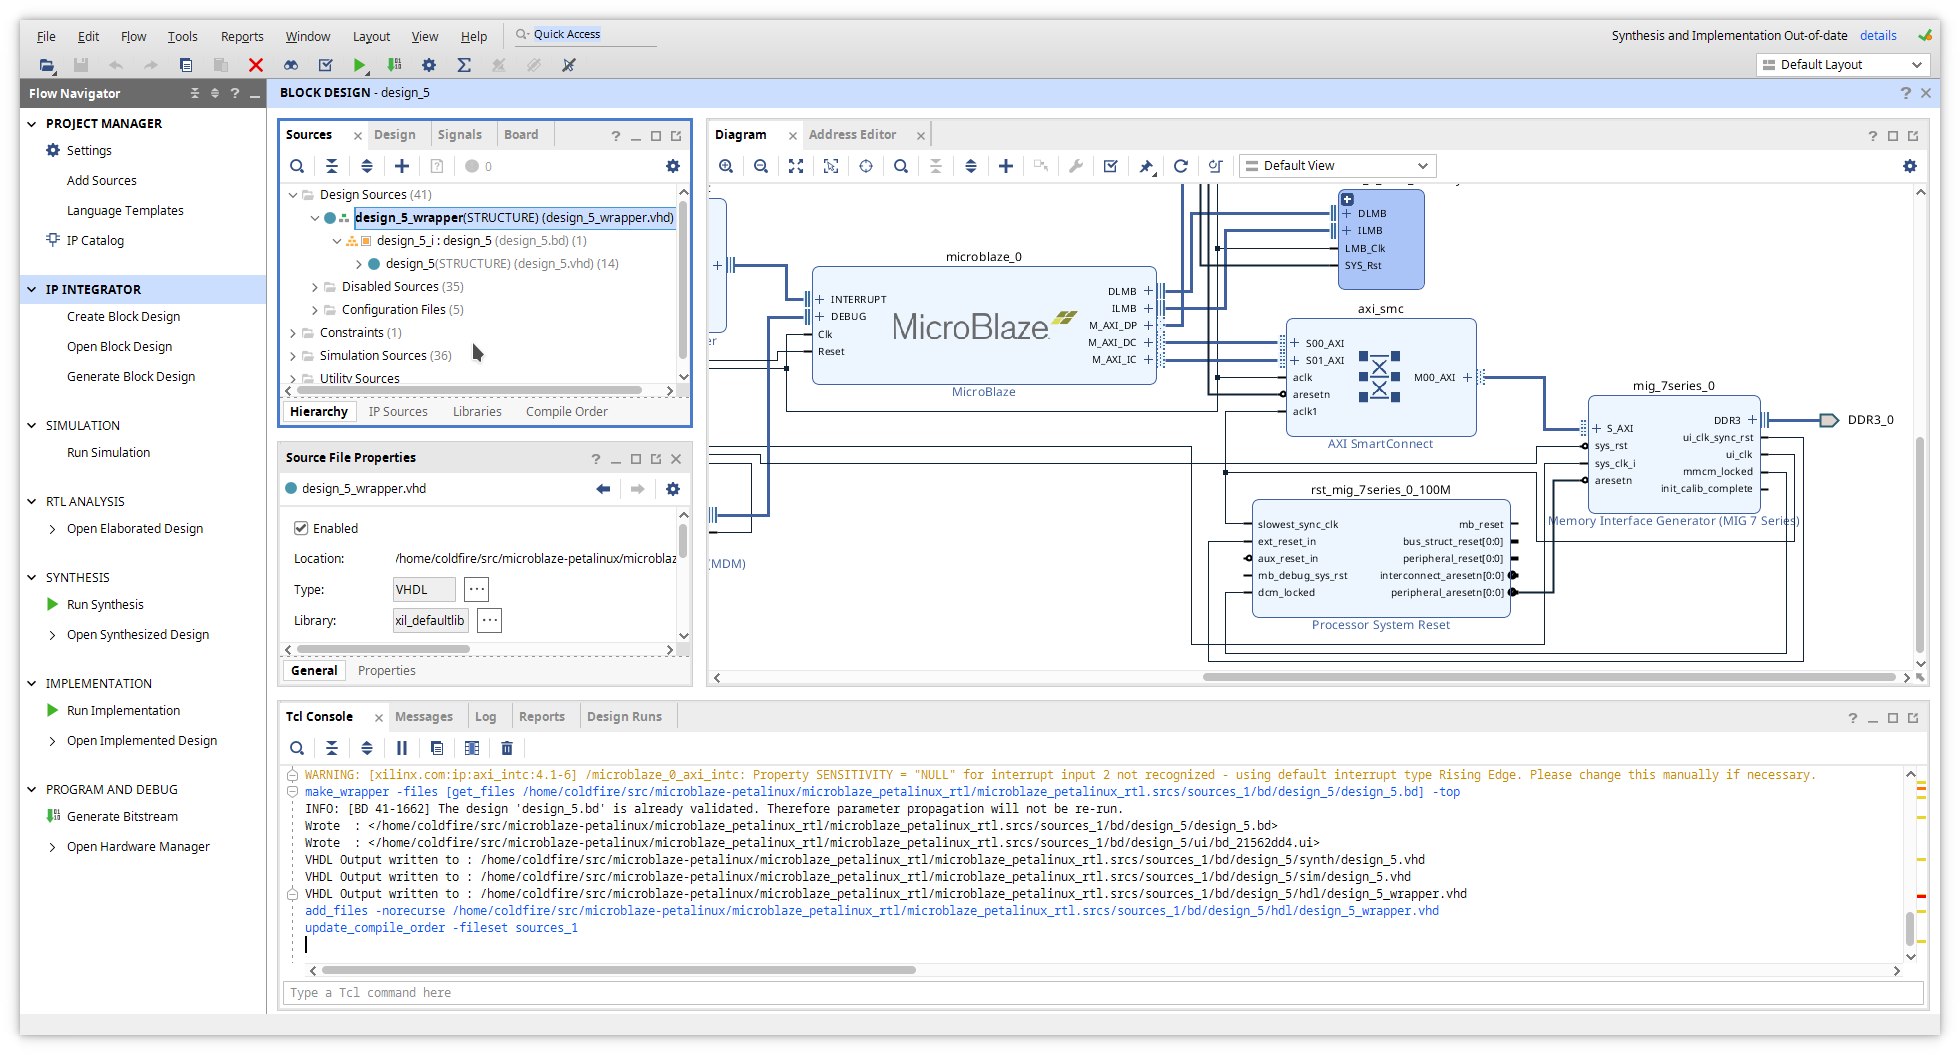 File Edit Flow Tools Reports Window Layout View Help Quick Access
Synthesis and Implementation Out-of-date details
Default Layout
Flow Navigator
PROJECT MANAGER
Settings
Add Sources
Language Templates
IP Catalog
IP INTEGRATOR
Create Block Design
Open Block Design
Generate Block Design
SIMULATION
Run Simulation
RTL ANALYSIS
Open Elaborated Design
SYNTHESIS
Run Synthesis
Open Synthesized Design
IMPLEMENTATION
Run Implementation
Open Implemented Design
PROGRAM AND DEBUG
Generate Bitstream
Open Hardware Manager
BLOCK DESIGN - design_5
Sources Design Signals Board
0
Design Sources (41)
design_5_wrapper(STRUCTURE) (design_5_wrapper.vhd)
design_5_i : design_5 (design_5.bd) (1)
design_5(STRUCTURE) (design_5.vhd) (14)
Disabled Sources (35)
Configuration Files (5)
Constraints (1)
Simulation Sources (36)
Utility Sources
Hierarchy IP Sources Libraries Compile Order
Source File Properties
design_5_wrapper.vhd
Enabled
Location: /home/coldfire/src/microblaze-petalinux/microblaz
Type: VHDL
Library: xil_defaultlib
General Properties
Diagram Address Editor
Default View
er
(MDM)
microblaze_0
INTERRUPT
DEBUG
Clk
Reset
MicroBlaze
DLMB
ILMB
M_AXI_DP
M_AXI_DC
M_AXI_IC
MicroBlaze
DLMB
ILMB
LMB_Clk
SYS_Rst
axi_smc
S00_AXI
S01_AXI
aclk
aresetn
aclk1
M00_AXI
AXI SmartConnect
mig_7series_0
S_AXI
sys_rst
sys_clk_i
aresetn
DDR3
ui_clk_sync_rst
ui_clk
mmcm_locked
init_calib_complete
Memory Interface Generator (MIG 7 Series)
DDR3_0
rst_mig_7series_0_100M
slowest_sync_clk
ext_reset_in
aux_reset_in
mb_debug_sys_rst
dcm_locked
mb_reset
bus_struct_reset[0:0]
peripheral_reset[0:0]
interconnect_aresetn[0:0]
peripheral_aresetn[0:0]
Processor System Reset
Tcl Console Messages Log Reports Design Runs
WARNING: [xilinx.com:ip:axi_intc:4.1-6] /microblaze_0_axi_intc: Property SENSITIVITY = "NULL" for interrupt input 2 not recognized - using default interrupt type Rising Edge. Please change this manually if necessary.
make_wrapper -files [get_files /home/coldfire/src/microblaze-petalinux/microblaze_petalinux_rtl/microblaze_petalinux_rtl.srcs/sources_1/bd/design_5/design_5.bd] -top
INFO: [BD 41-1662] The design 'design_5.bd' is already validated. Therefore parameter propagation will not be re-run.
Wrote  : </home/coldfire/src/microblaze-petalinux/microblaze_petalinux_rtl/microblaze_petalinux_rtl.srcs/sources_1/bd/design_5/design_5.bd>
Wrote  : </home/coldfire/src/microblaze-petalinux/microblaze_petalinux_rtl/microblaze_petalinux_rtl.srcs/sources_1/bd/design_5/ui/bd_21562dd4.ui>
VHDL Output written to : /home/coldfire/src/microblaze-petalinux/microblaze_petalinux_rtl/microblaze_petalinux_rtl.srcs/sources_1/bd/design_5/synth/design_5.vhd
VHDL Output written to : /home/coldfire/src/microblaze-petalinux/microblaze_petalinux_rtl/microblaze_petalinux_rtl.srcs/sources_1/bd/design_5/sim/design_5.vhd
VHDL Output written to : /home/coldfire/src/microblaze-petalinux/microblaze_petalinux_rtl/microblaze_petalinux_rtl.srcs/sources_1/bd/design_5/hdl/design_5_wrapper.vhd
add_files -norecurse /home/coldfire/src/microblaze-petalinux/microblaze_petalinux_rtl/microblaze_petalinux_rtl.srcs/sources_1/bd/design_5/hdl/design_5_wrapper.vhd
update_compile_order -fileset sources_1
Type a Tcl command here